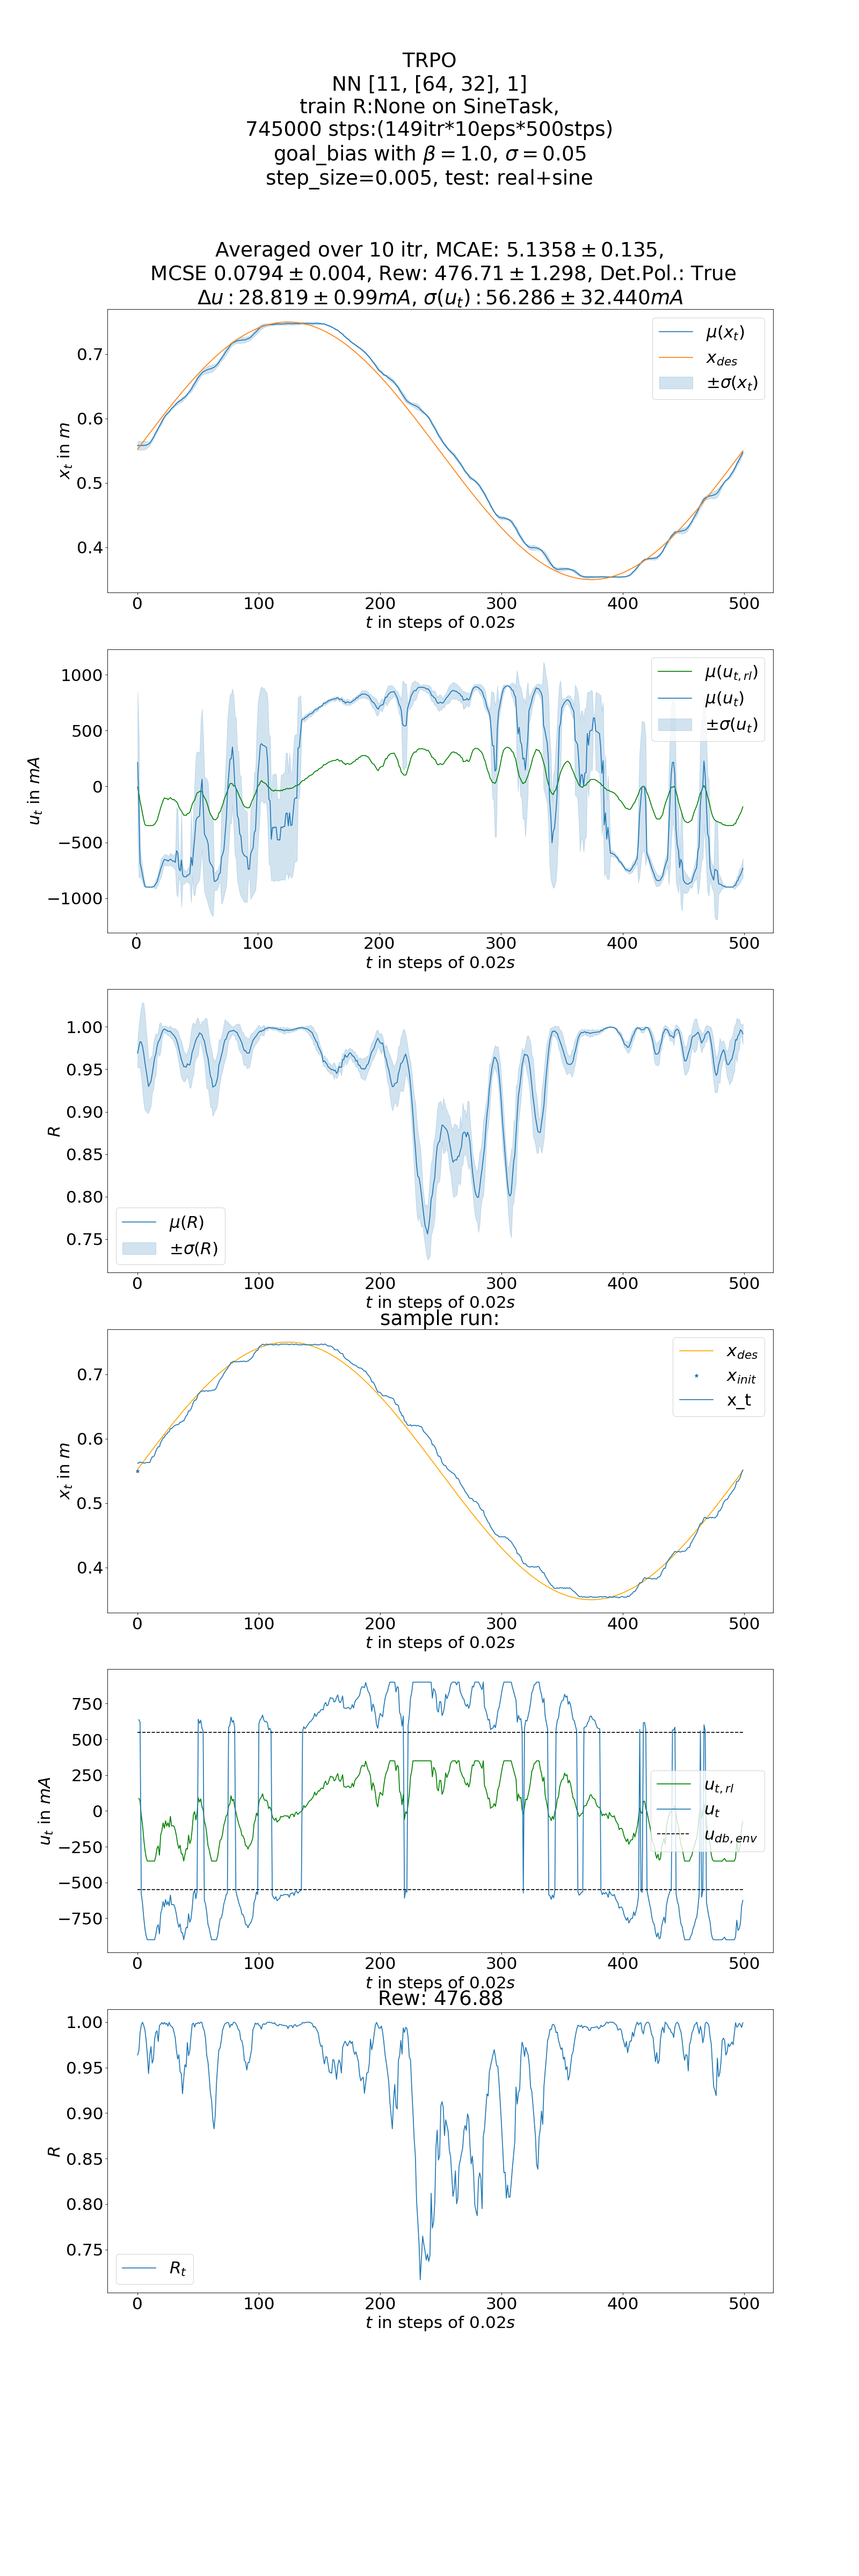 TRPO
NN [11, [64, 32], 1]
train R:None on SineTask,
745000 stps:(149itr*10eps*500stps)
goal_bias with β = 1.0, σ = 0.05
step_size=0.005, test: real+sine
Averaged over 10 itr, MCAE: 5.1358 ± 0.135,
MCSE 0.0794 ± 0.004, Rew: 476.71 ± 1.298, Det.Pol.: True
Δu : 28.819 ± 0.99mA, σ(u_t) : 56.286 ± 32.440mA
μ(x_t)
x_des
±σ(x_t)
0.7
0.6
0.5
0.4
x_t in m
0 100 200 300 400 500
t in steps of 0.02s
μ(u_t,rl)
μ(u_t)
±σ(u_t)
1000
500
0
−500
−1000
u_t in mA
0 100 200 300 400 500
t in steps of 0.02s
1.00
0.95
0.90
0.85
0.80
0.75
R
μ(R)
±σ(R)
0 100 200 300 400 500
t in steps of 0.02s
sample run:
x_des
x_init
x_t
0.7
0.6
0.5
0.4
x_t in m
0 100 200 300 400 500
t in steps of 0.02s
750
500
250
0
−250
−500
−750
u_t in mA
u_t,rl
u_t
u_db,env
0 100 200 300 400 500
t in steps of 0.02s
Rew: 476.88
1.00
0.95
0.90
0.85
0.80
0.75
R
R_t
0 100 200 300 400 500
t in steps of 0.02s